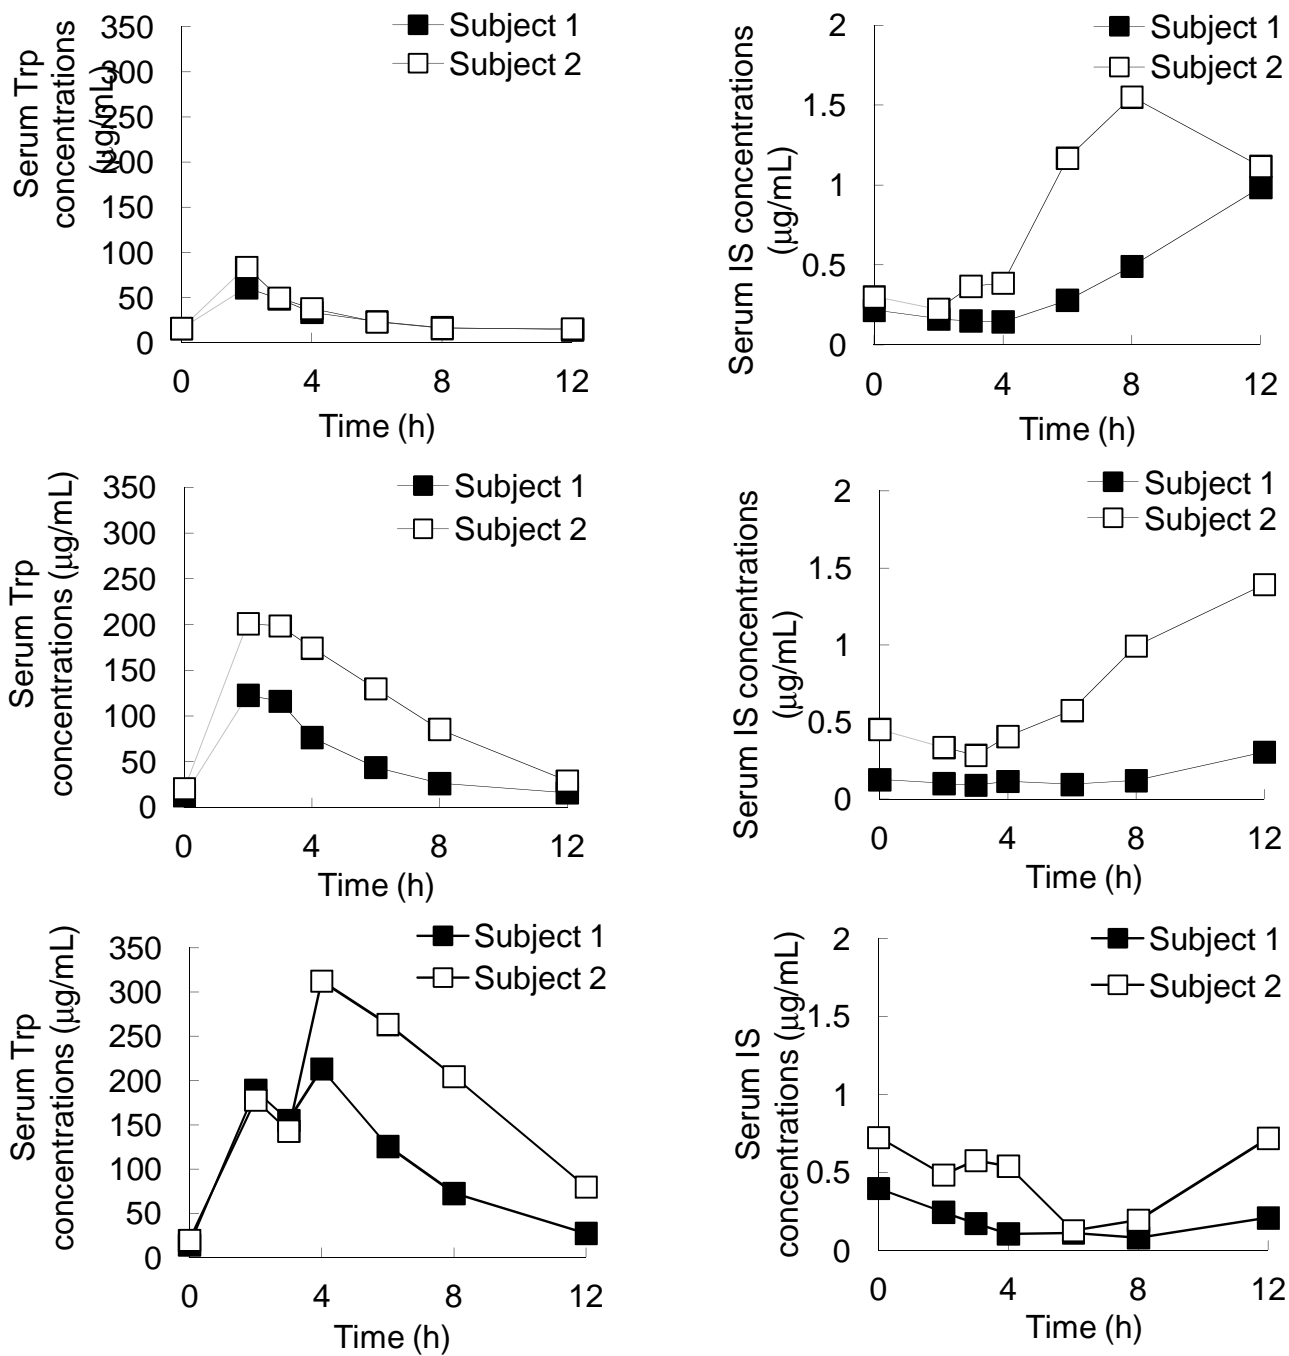 Serum Trp
concentrations
(µg/mL)
350
300
250
200
150
100
50
0
0 4 8 12
Time (h)
Subject 1
Subject 2
Serum IS concentrations
(µg/mL)
2
1.5
1
0.5
0
0 4 8 12
Time (h)
Subject 1
Subject 2
Serum Trp
concentrations (µg/mL)
350
300
250
200
150
100
50
0
0 4 8 12
Time (h)
Subject 1
Subject 2
Serum IS concentrations
(µg/mL)
2
1.5
1
0.5
0
0 4 8 12
Time (h)
Subject 1
Subject 2
Serum Trp
concentrations (µg/mL)
350
300
250
200
150
100
50
0
0 4 8 12
Time (h)
Subject 1
Subject 2
Serum IS
concentrations (µg/mL)
2
1.5
1
0.5
0
0 4 8 12
Time (h)
Subject 1
Subject 2